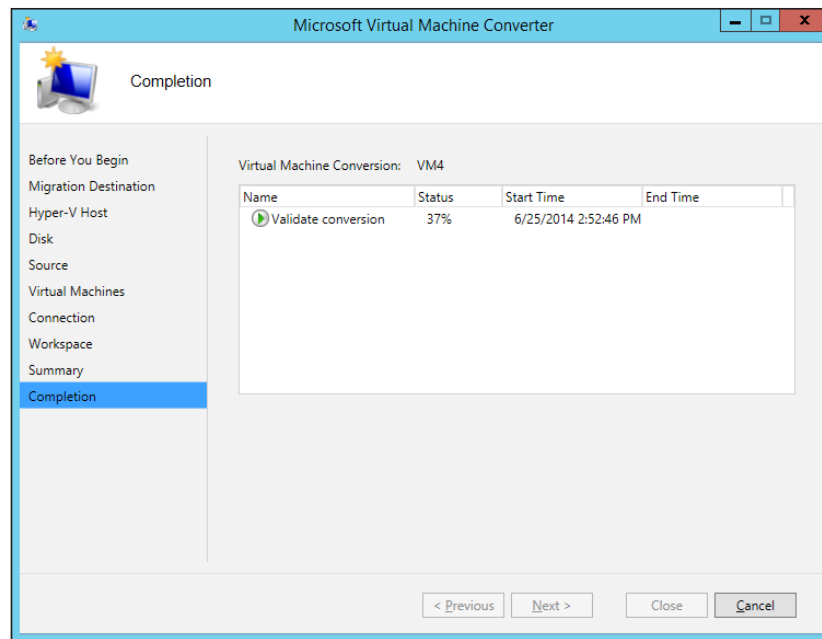 Microsoft Virtual Machine Converter
Completion
Before You Begin
Migration Destination
Hyper-V Host
Disk
Source
Virtual Machines
Connection
Workspace
Summary
Completion
Virtual Machine Conversion: VM4
Name Status Start Time End Time
Validate conversion 37% 6/25/2014 2:52:46 PM
< Previous Next > Close Cancel